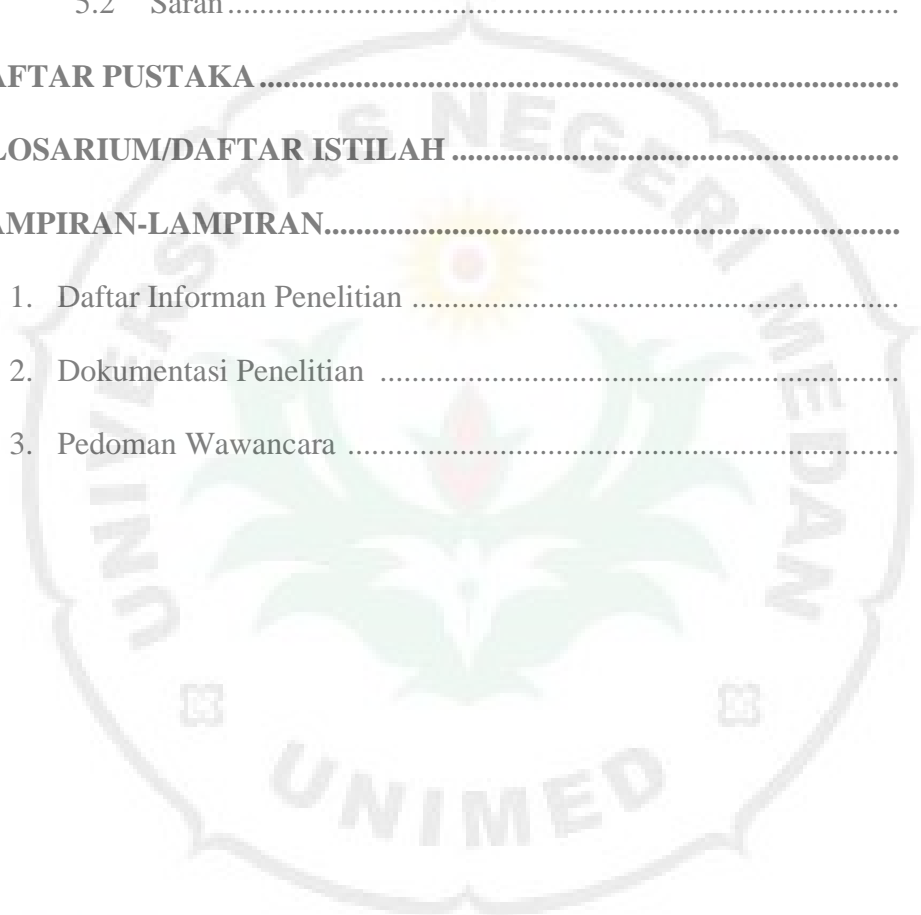 5.2 Saran ........................................................................................
AFTAR PUSTAKA ................................................................................
LOSARIUM/DAFTAR ISTILAH ........................................................
AMPIRAN-LAMPIRAN........................................................................
1. Daftar Informan Penelitian .............................................................
2. Dokumentasi Penelitian .................................................................
3. Pedoman Wawancara .....................................................................
UNIVERSITAS NEGERI MEDAN
UNIMED